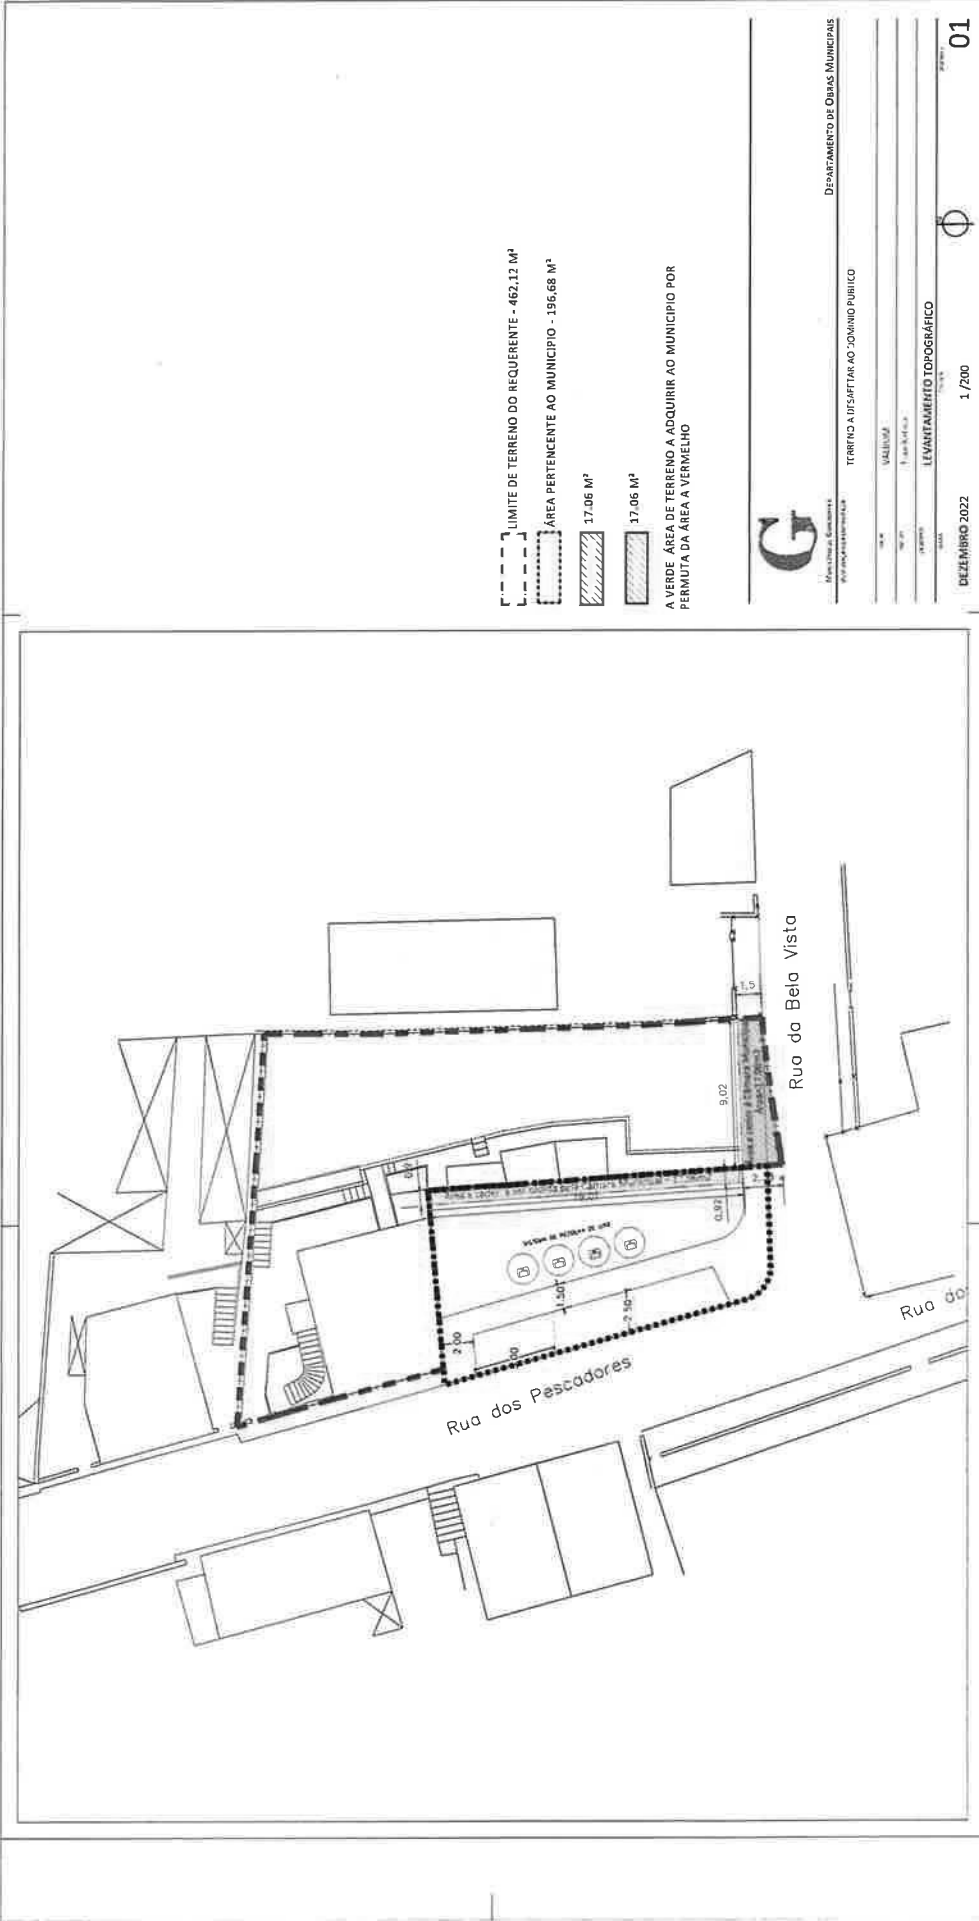 LIMITE DE TERRENO DO REQUERENTE - 462,12 M²
ÁREA PERTENCENTE AO MUNICIPIO - 196,68 M²
17.06 M²
17.06 M²
A VERDE ÁREA DE TERRENO A ADQUIRIR AO MUNICIPIO POR
PERMUTA DA ÁREA A VERMELHO
G
DEPARTAMENTO DE OBRAS MUNICIPAIS
TERRENO A DESAFETAR AO DOMINIO PUBLICO
LEVANTAMENTO TOPOGRÁFICO
DEZEMBRO 2022
1/200
01
Rua da Bela Vista
Rua dos Pescadores
Rua do
1,5
9,02
0,92
2.00
1.50
2.50